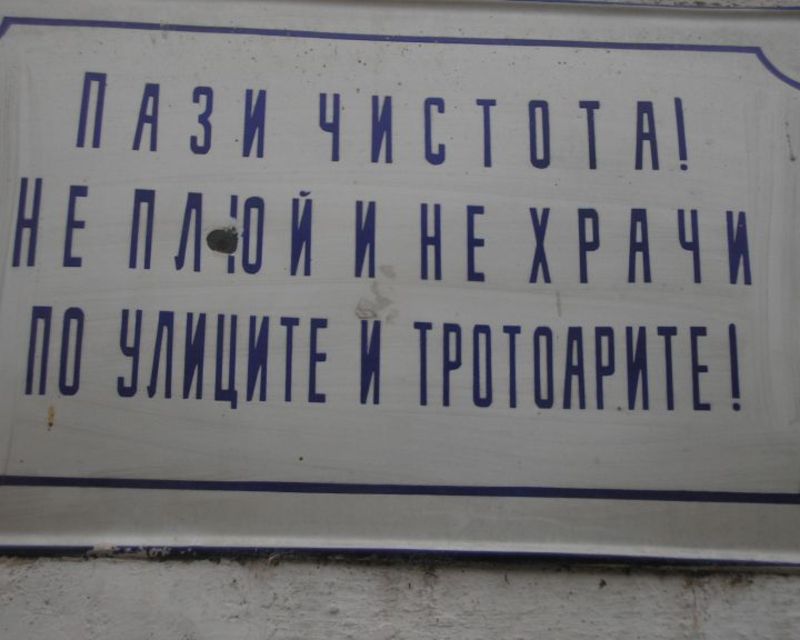 ПАЗИ ЧИСТОТА!
НЕ ПЛЮЙ И НЕ ХРАЧИ
ПО УЛИЦИТЕ И ТРОТОАРИТЕ!